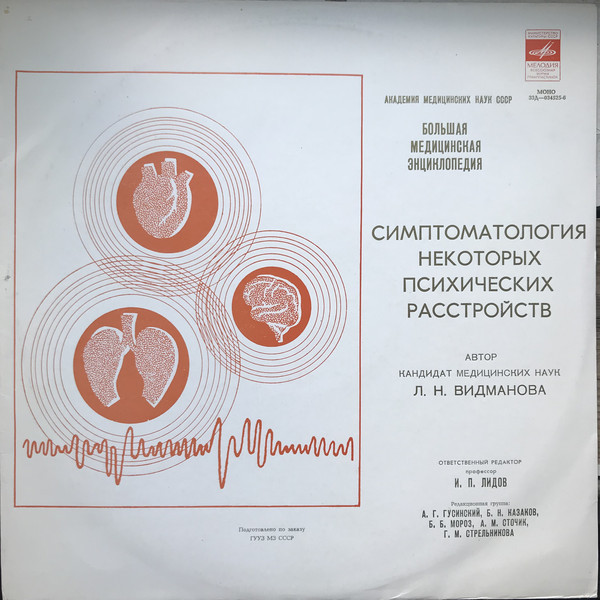 МЕЛОДИЯ
МОНО
АКАДЕМИЯ МЕДИЦИНСКИХ НАУК СССР
БОЛЬШАЯ
МЕДИЦИНСКАЯ
ЭНЦИКЛОПЕДИЯ
СИМПТОМАТОЛОГИЯ
НЕКОТОРЫХ
ПСИХИЧЕСКИХ
РАССТРОЙСТВ
АВТОР
КАНДИДАТ МЕДИЦИНСКИХ НАУК
Л. Н. ВИДМАНОВА
ОТВЕТСТВЕННЫЙ РЕДАКТОР
профессор
И. П. ЛИДОВ
Редакционная группа:
А. Г. ГУСИНСКИЙ, Б. Н. КАЗАКОВ,
Б. Б. МОРОЗ, А. М. СТОЧИК,
Г. М. СТРЕЛЬНИКОВА
Подготовлено по заказу
ГУУЗ МЗ СССР